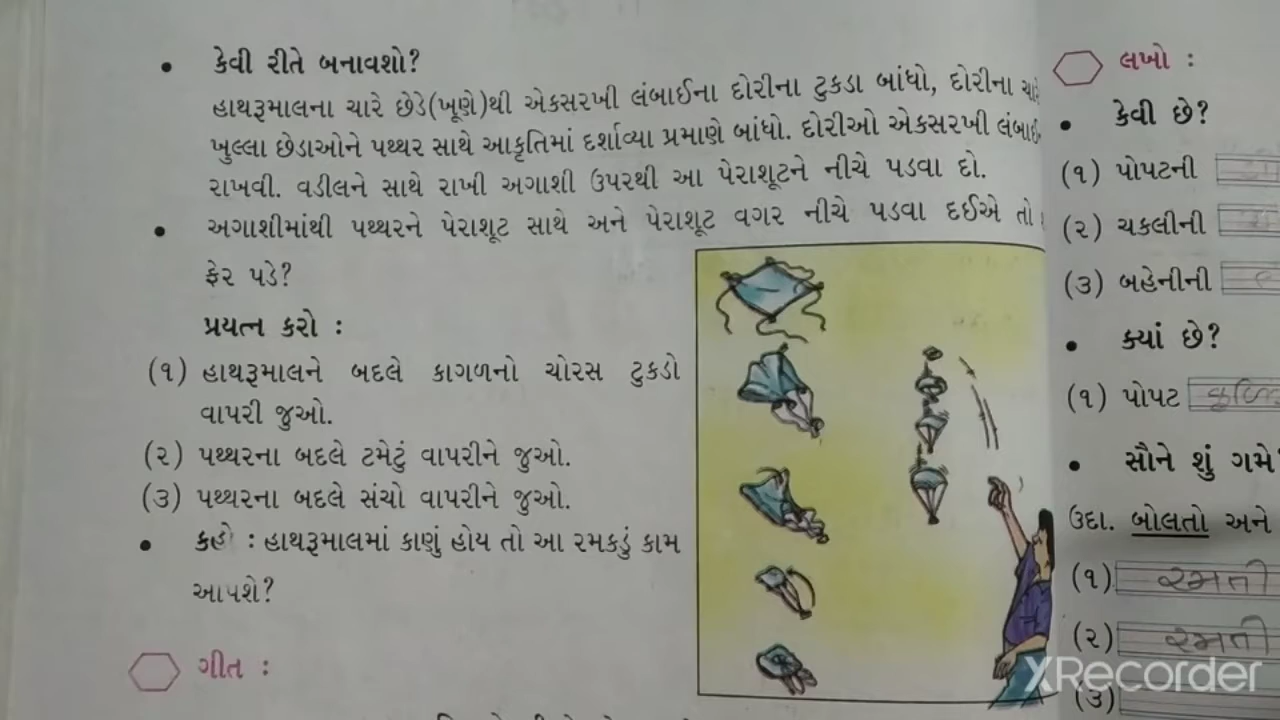 કેવી રીતે બનાવશો?
હાથરૂમાલના ચારે છેડે(ખૂણે)થી એકસરખી લંબાઈના દોરીના ટુકડા બાંધો, દોરીના
ખુલ્લા છેડાઓને પથ્થર સાથે આકૃતિમાં દર્શાવ્યા પ્રમાણે બાંધો. દોરીઓ એકસરખી
રાખવી. વડીલને સાથે રાખી અગાશી ઉપરથી આ પેરાશૂટને નીચે પડવા દો.
અગાશીમાંથી પથ્થરને પેરાશૂટ સાથે અને પેરાશૂટ વગર નીચે પડવા દઈએ તો
ફેર પડે?
પ્રયત્ન કરો :
(૧) હાથરૂમાલને બદલે કાગળનો ચોરસ ટુકડો
વાપરી જુઓ.
(૨) પથ્થરના બદલે ટમેટું વાપરીને જુઓ.
(૩) પથ્થરના બદલે સંચો વાપરીને જુઓ.
કહો : હાથરૂમાલમાં કાણું હોય તો આ રમકડું કામ
આપશે?
ગીત :
લખો :
કેવી છે?
(૧) પોપટની
(૨) ચકલીની
(૩) બહેનીની
ક્યાં છે?
(૧) પોપટ
સૌને શું ગમે?
ઉદા. બોલતો અને
(૧) રમતી
(૨) રમતી
(૩)
XRecorder